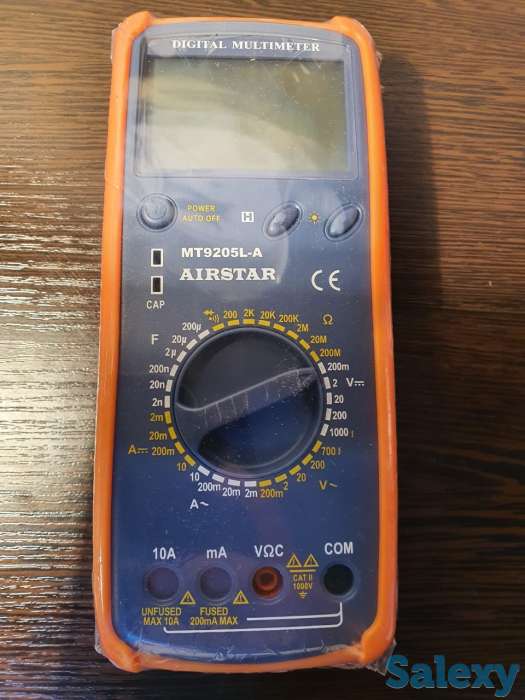 DIGITAL MULTIMETER
POWER
AUTO OFF
H
MT9205L-A
AIRSTAR
CE
CAP
F
200µ
20µ
2µ
200n
20n
2n
200 2K 20K 200K 2M 20M 200M
Ω
200m
2
20
200
1000
V
700
200
20
2
200m
V~
2m
20m
200m
10
A~
2m
20m
200m
10
A
10A mA VΩC COM
CAT II
1000V
UNFUSED
MAX 10A
FUSED
200mA MAX
Salexy